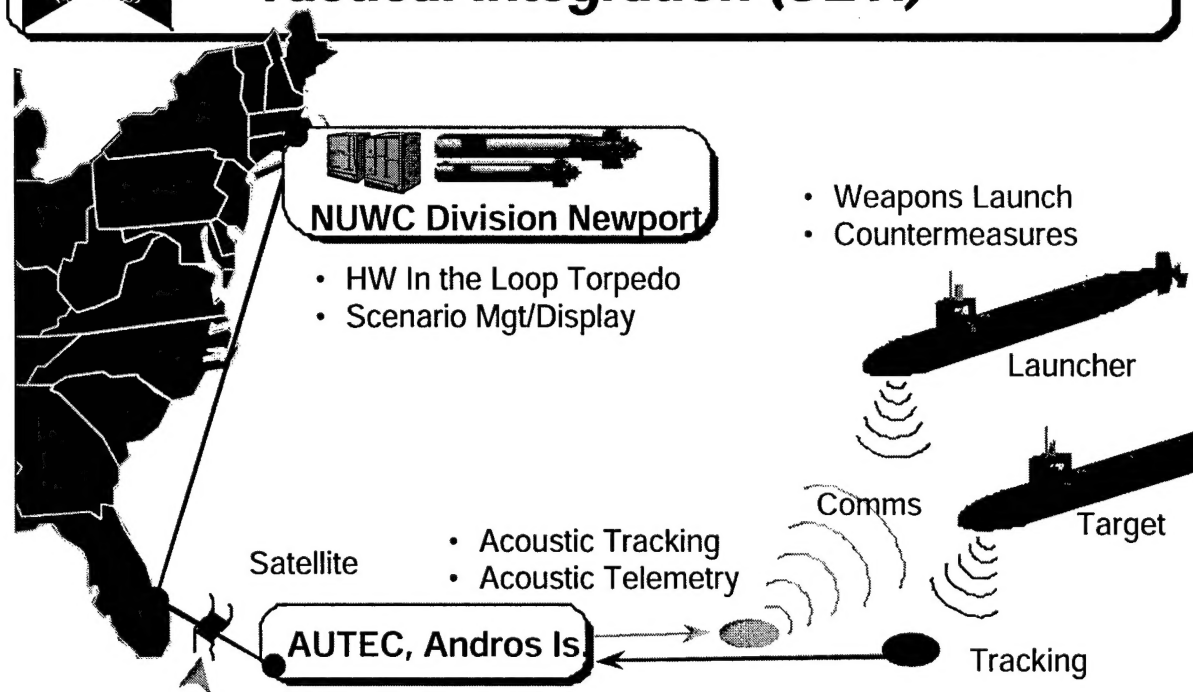 Tactical Integration
NUWC Division Newport
• HW In the Loop Torpedo
• Scenario Mgt/Display
• Weapons Launch
• Countermeasures
Launcher
Comms
Target
Satellite
• Acoustic Tracking
• Acoustic Telemetry
AUTEC, Andros Is.
Tracking